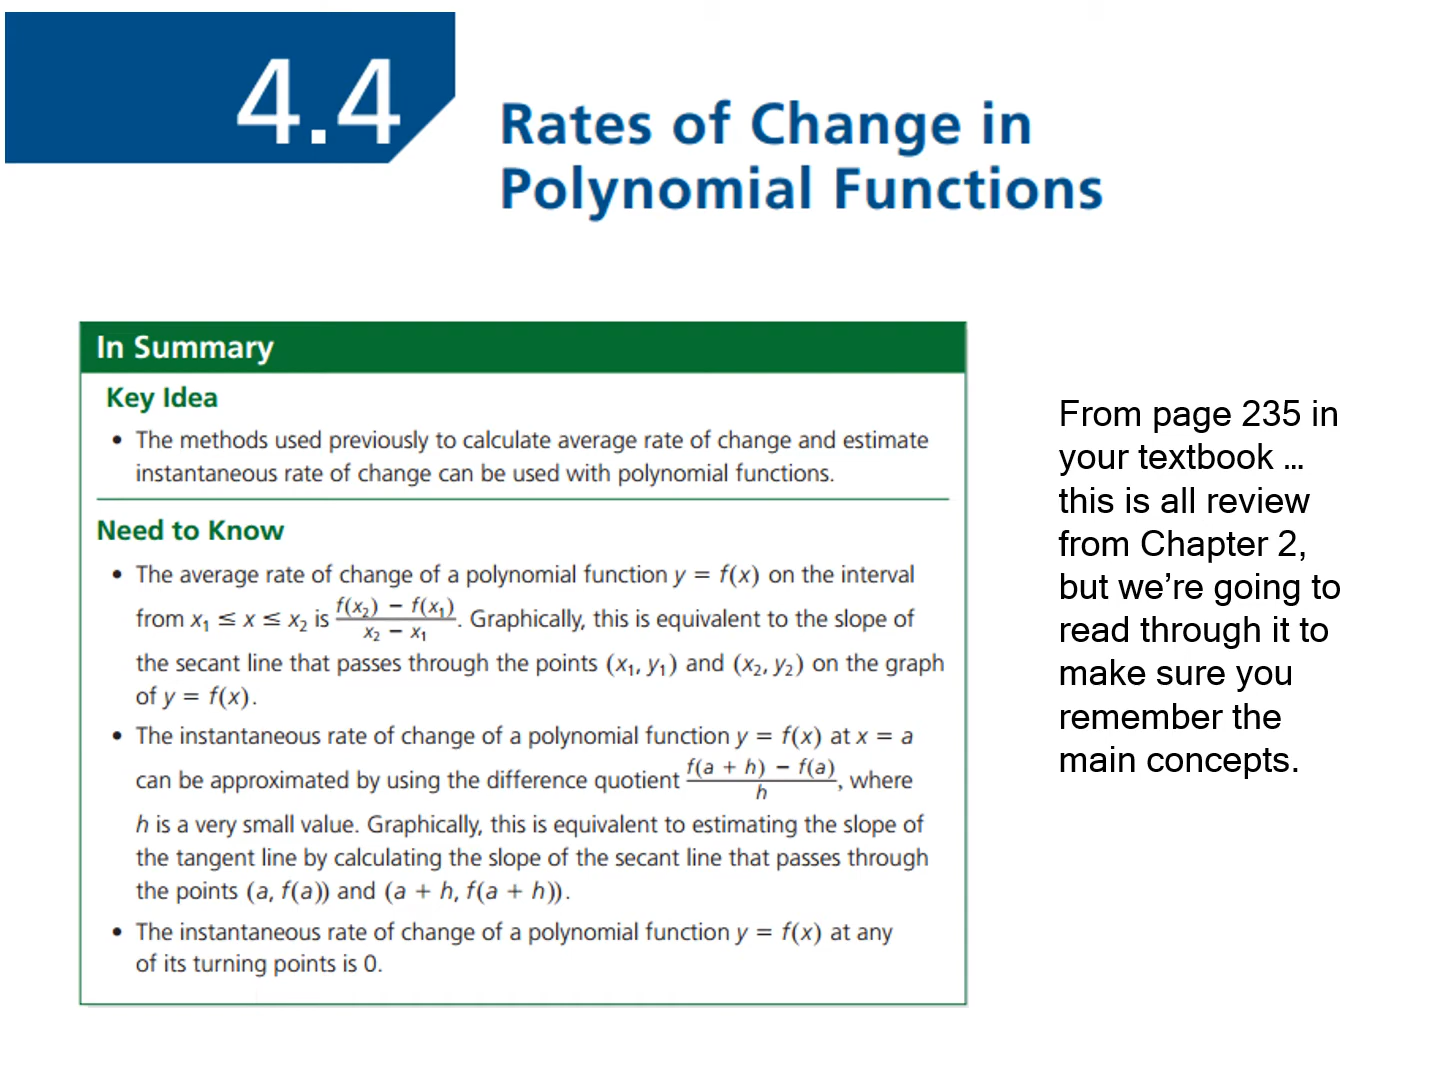 4.4
Rates of Change in
Polynomial Functions
In Summary
Key Idea
• The methods used previously to calculate average rate of change and estimate
instantaneous rate of change can be used with polynomial functions.
Need to Know
• The average rate of change of a polynomial function y = f(x) on the interval
from x₁ ≤ x ≤ x₂ is (f(x₂) − f(x₁))/(x₂ − x₁). Graphically, this is equivalent to the slope of
the secant line that passes through the points (x₁, y₁) and (x₂, y₂) on the graph
of y = f(x).
• The instantaneous rate of change of a polynomial function y = f(x) at x = a
can be approximated by using the difference quotient (f(a + h) − f(a))/h, where
h is a very small value. Graphically, this is equivalent to estimating the slope of
the tangent line by calculating the slope of the secant line that passes through
the points (a, f(a)) and (a + h, f(a + h)).
• The instantaneous rate of change of a polynomial function y = f(x) at any
of its turning points is 0.
From page 235 in
your textbook ...
this is all review
from Chapter 2,
but we’re going to
read through it to
make sure you
remember the
main concepts.